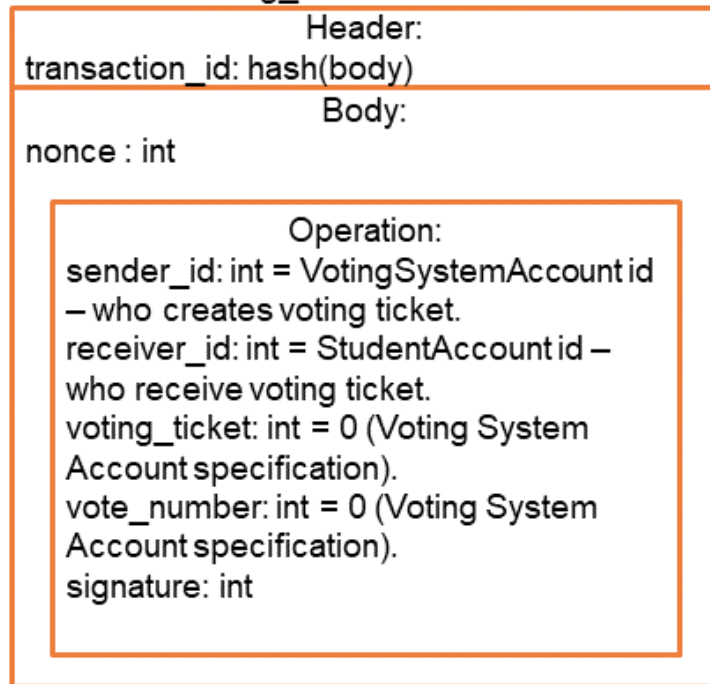 Header:
transaction_id: hash(body)
Body:
nonce : int
Operation:
sender_id: int = VotingSystemAccount id
– who creates voting ticket.
receiver_id: int = StudentAccount id –
who receive voting ticket.
voting_ticket: int = 0 (Voting System
Account specification).
vote_number: int = 0 (Voting System
Account specification).
signature: int